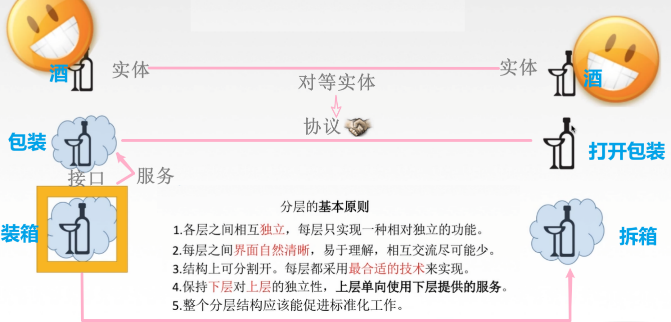 酒 实体 实体 酒
对等实体
协议
包装 打开包装
接口 服务
装箱 拆箱
分层的基本原则
1.各层之间相互独立，每层只实现一种相对独立的功能。
2.每层之间界面自然清晰，易于理解，相互交流尽可能少。
3.结构上可分割开。每层都采用最合适的技术来实现。
4.保持下层对上层的独立性，上层单向使用下层提供的服务。
5.整个分层结构应该能促进标准化工作。